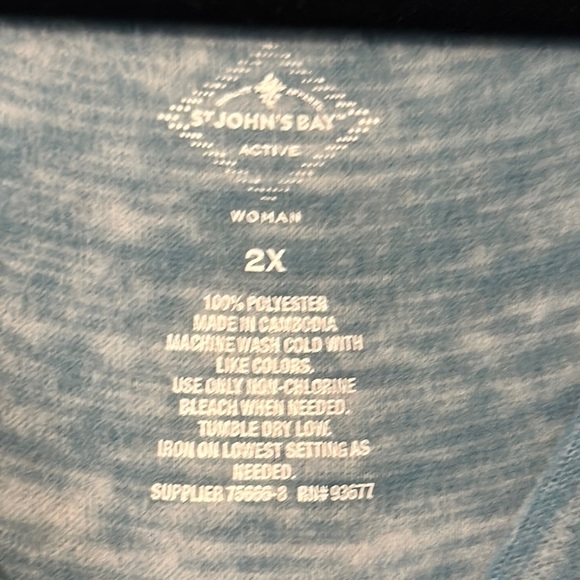 ST JOHN'S BAY
ACTIVE
WOMAN
2X
100% POLYESTER
MADE IN CAMBODIA
MACHINE WASH COLD WITH
LIKE COLORS.
USE ONLY NON-CHLORINE
BLEACH WHEN NEEDED.
TUMBLE DRY LOW.
IRON ON LOWEST SETTING AS
NEEDED.
SUPPLIER 75666-8 RN# 93677